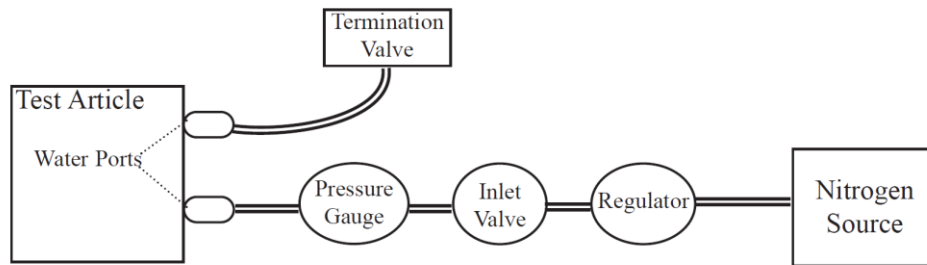 Termination
Valve
Test Article
Water Ports
Pressure
Gauge
Inlet
Valve
Regulator
Nitrogen
Source